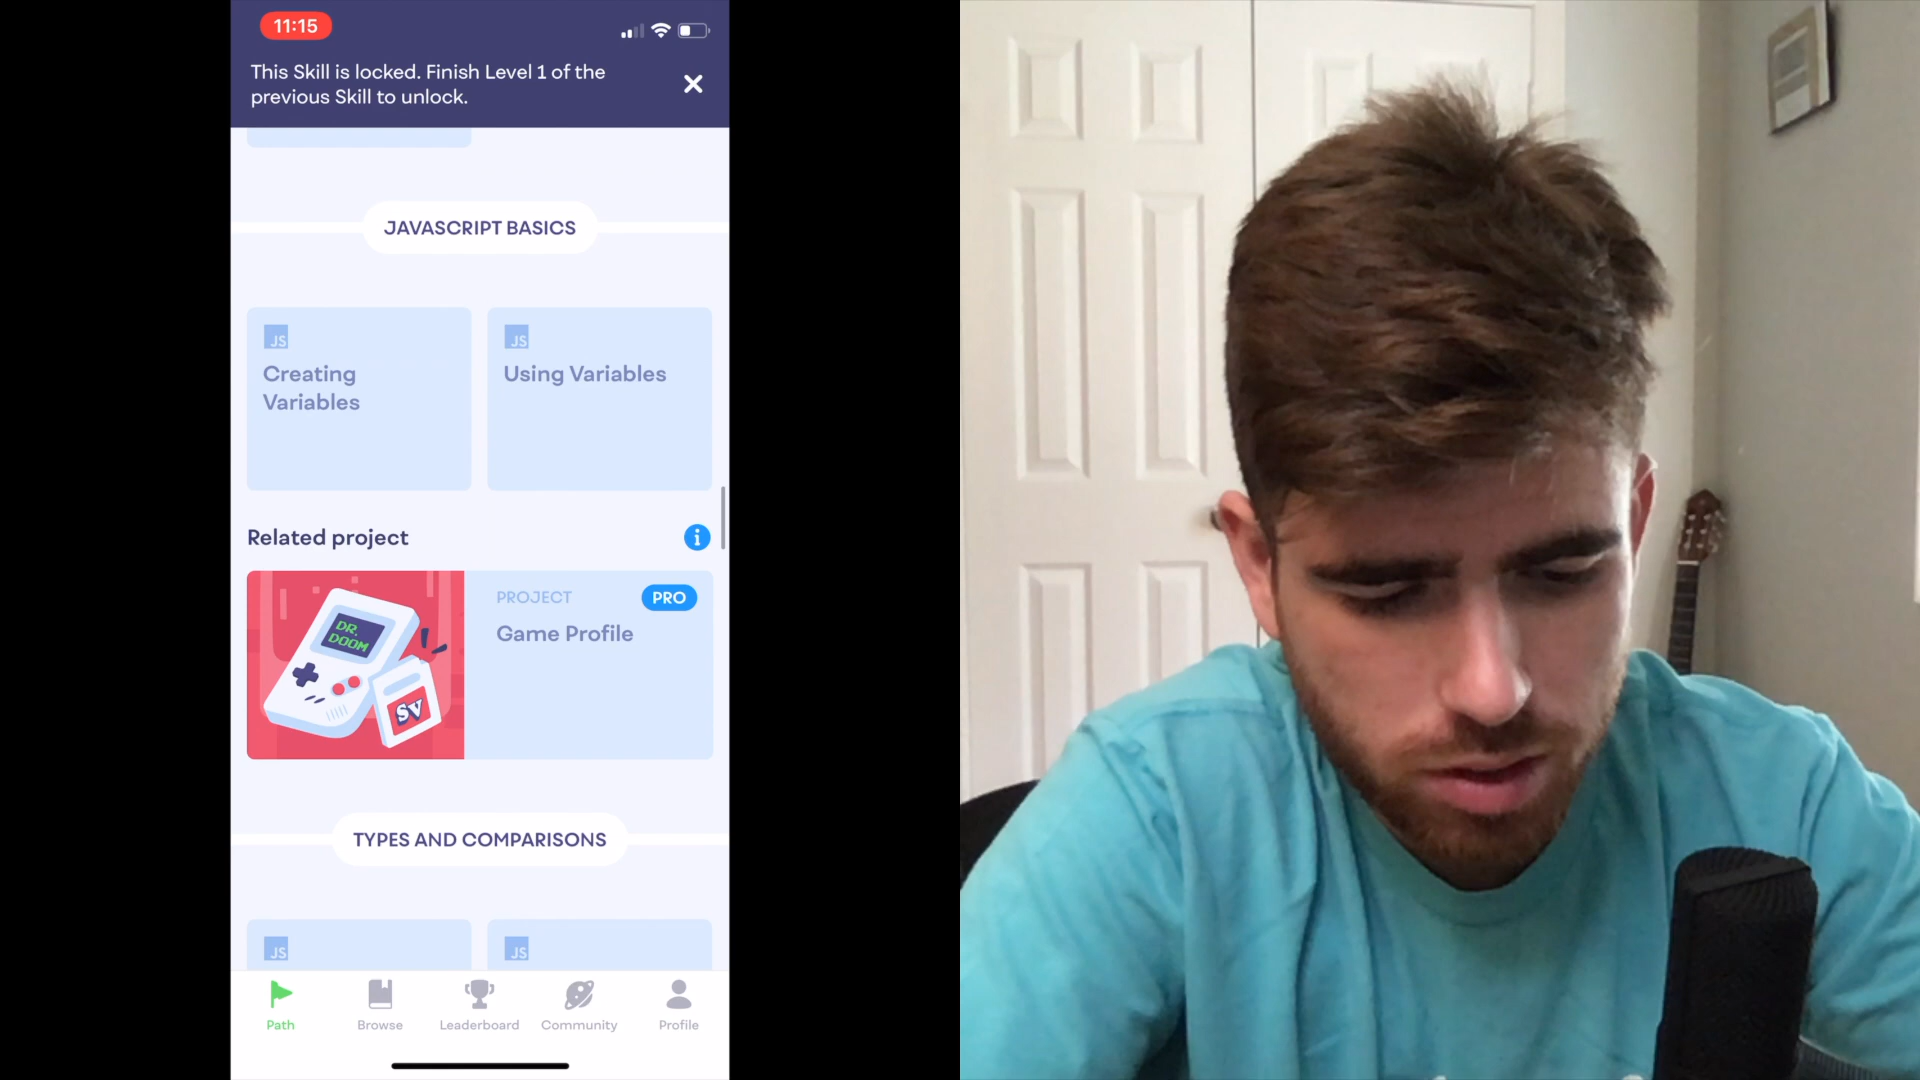 11:15
This Skill is locked. Finish Level 1 of the
previous Skill to unlock.
JAVASCRIPT BASICS
JS
Creating
Variables
JS
Using Variables
Related project
i
DR.
DOOM
SV
PROJECT
PRO
Game Profile
TYPES AND COMPARISONS
JS
JS
Path
Browse
Leaderboard
Community
Profile